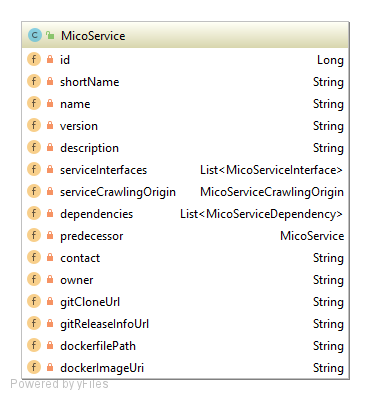 C MicoService
f id Long
f shortName String
f name String
f version String
f description String
f serviceInterfaces List<MicoServiceInterface>
f serviceCrawlingOrigin MicoServiceCrawlingOrigin
f dependencies List<MicoServiceDependency>
f predecessor MicoService
f contact String
f owner String
f gitCloneUrl String
f gitReleaseInfoUrl String
f dockerfilePath String
f dockerImageUri String
Powered by yFiles